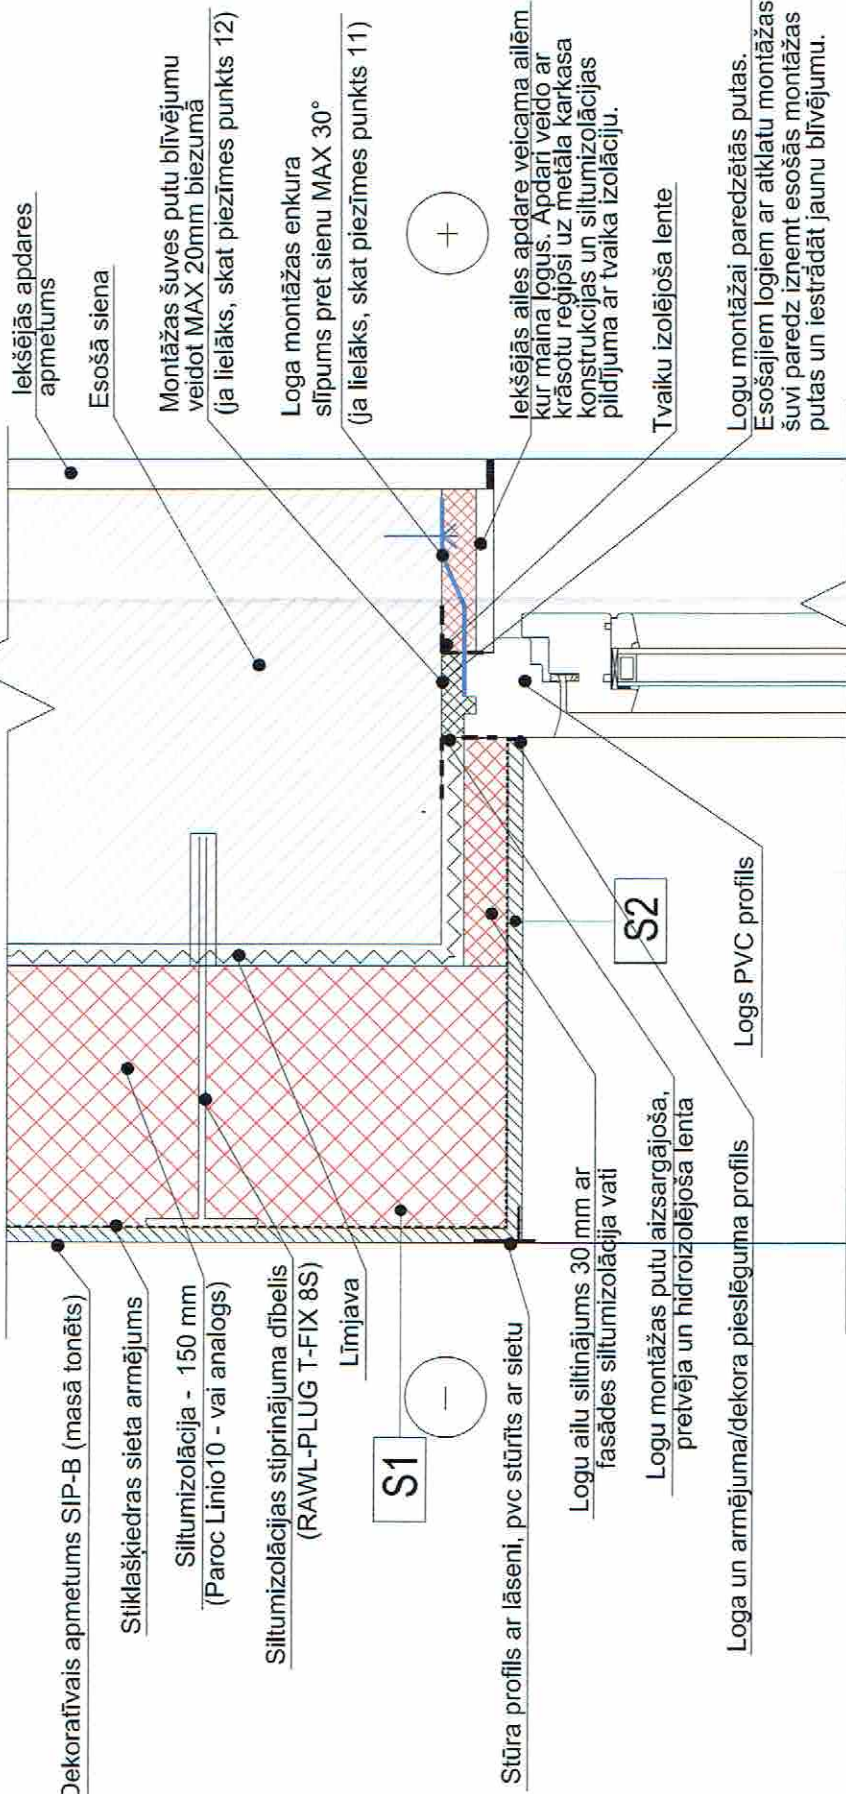 Dekoratīvais apmetums SIP-B (masā tonēts)
Stiklašķiedras sieta armējums
Siltumizolācija - 150 mm
(Paroc Linio10 - vai analogs)
Siltumizolācijas stiprinājuma dībelis
(RAWL-PLUG T-FIX 8S)
Līmjava
S1
−
Stūra profils ar lāseni, pvc stūrīts ar sietu
Logu ailu siltinājums 30 mm ar
fasādes siltumizolācija vati
Logu montāžas putu aizsargājoša,
pretvēja un hidroizolējoša lenta
Loga un armējuma/dekora pieslēguma profils
S2
Logs PVC profils
Iekšējās apdares
apmetums
Esošā siena
Montāžas šuves putu blīvējumu
veidot MAX 20mm biezumā
(ja lielāks, skat piezīmes punkts 12)
Loga montāžas enkura
slīpums pret sienu MAX 30°
(ja lielāks, skat piezīmes punkts 11)
+
Iekšējās ailes apdare veicama ailēm
kur maina logus. Apdari veido ar
krāsotu reģipsi uz metāla karkasa
konstrukcijas un siltumizolācijas
pildījuma ar tvaika izolāciju.
Tvaiku izolējoša lente
Logu montāžai paredzētās putas.
Esošajiem logiem ar atklatu montāžas
šuvi paredz izņemt esošās montāžas
putas un iestrādāt jaunu blīvējumu.